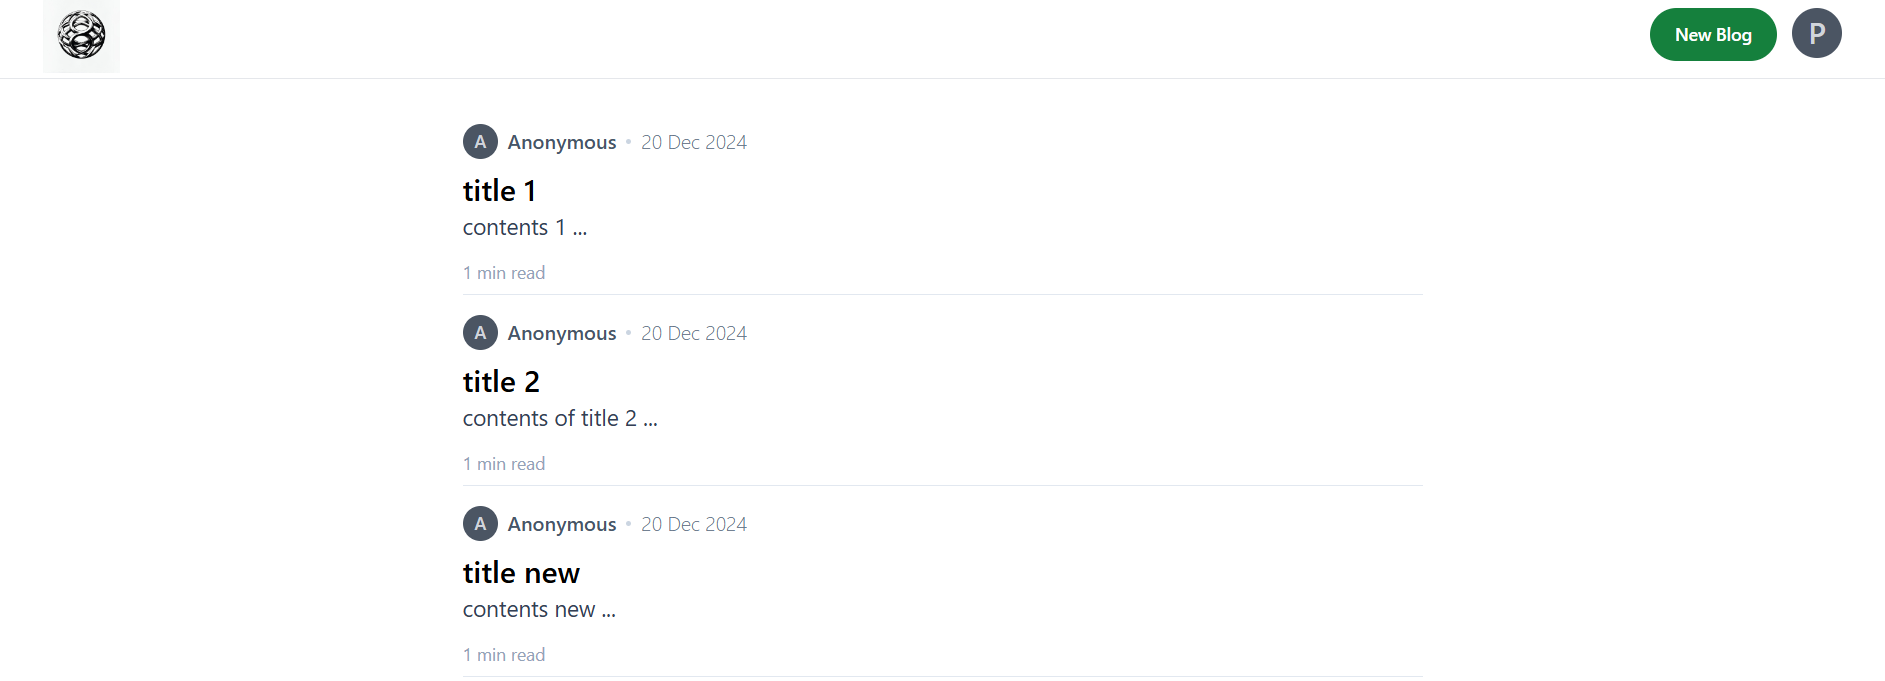 New Blog
P
A Anonymous • 20 Dec 2024
title 1
contents 1 ...
1 min read
A Anonymous • 20 Dec 2024
title 2
contents of title 2 ...
1 min read
A Anonymous • 20 Dec 2024
title new
contents new ...
1 min read